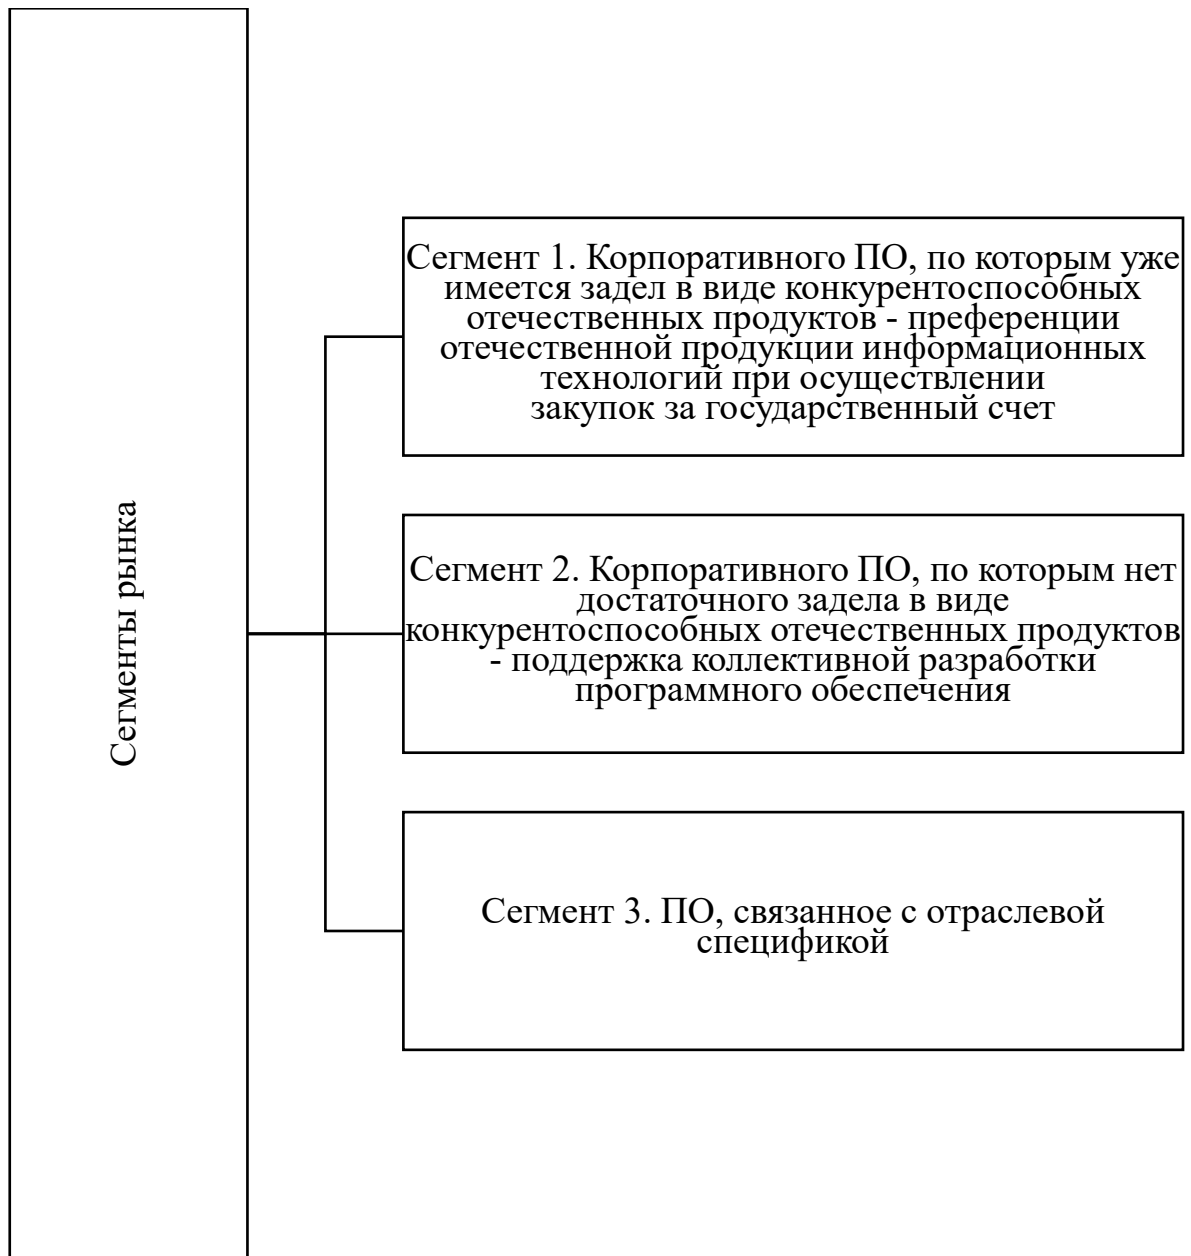 Сегменты рынка
Сегмент 1. Корпоративного ПО, по которым уже
имеется задел в виде конкурентоспособных
отечественных продуктов - преференции
отечественной продукции информационных
технологий при осуществлении
закупок за государственный счет
Сегмент 2. Корпоративного ПО, по которым нет
достаточного задела в виде
конкурентоспособных отечественных продуктов
- поддержка коллективной разработки
программного обеспечения
Сегмент 3. ПО, связанное с отраслевой
спецификой